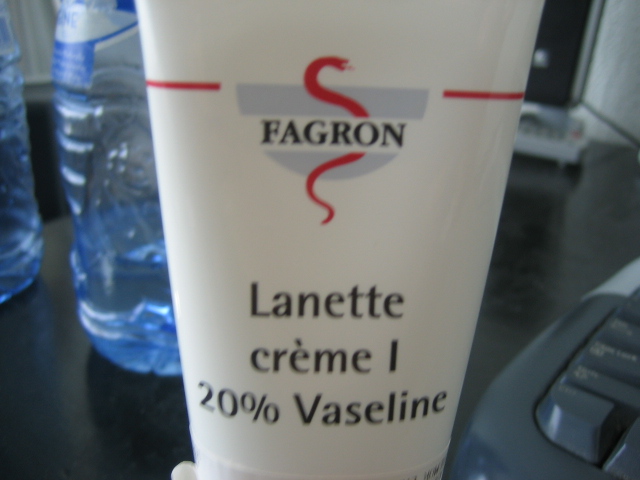 FAGRON
Lanette
crème I
20% Vaseline